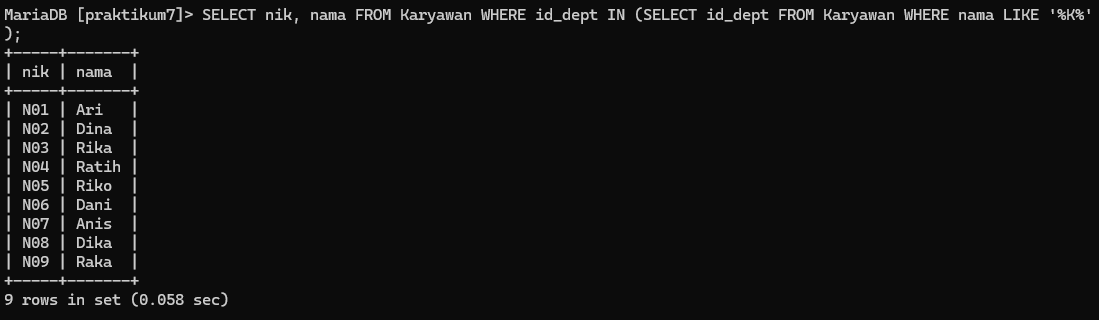 MariaDB [praktikum7]> SELECT nik, nama FROM Karyawan WHERE id_dept IN (SELECT id_dept FROM Karyawan WHERE nama LIKE '%K%'
);
+-----+-------+
| nik | nama  |
+-----+-------+
| N01 | Ari   |
| N02 | Dina  |
| N03 | Rika  |
| N04 | Ratih |
| N05 | Riko  |
| N06 | Dani  |
| N07 | Anis  |
| N08 | Dika  |
| N09 | Raka  |
+-----+-------+
9 rows in set (0.058 sec)